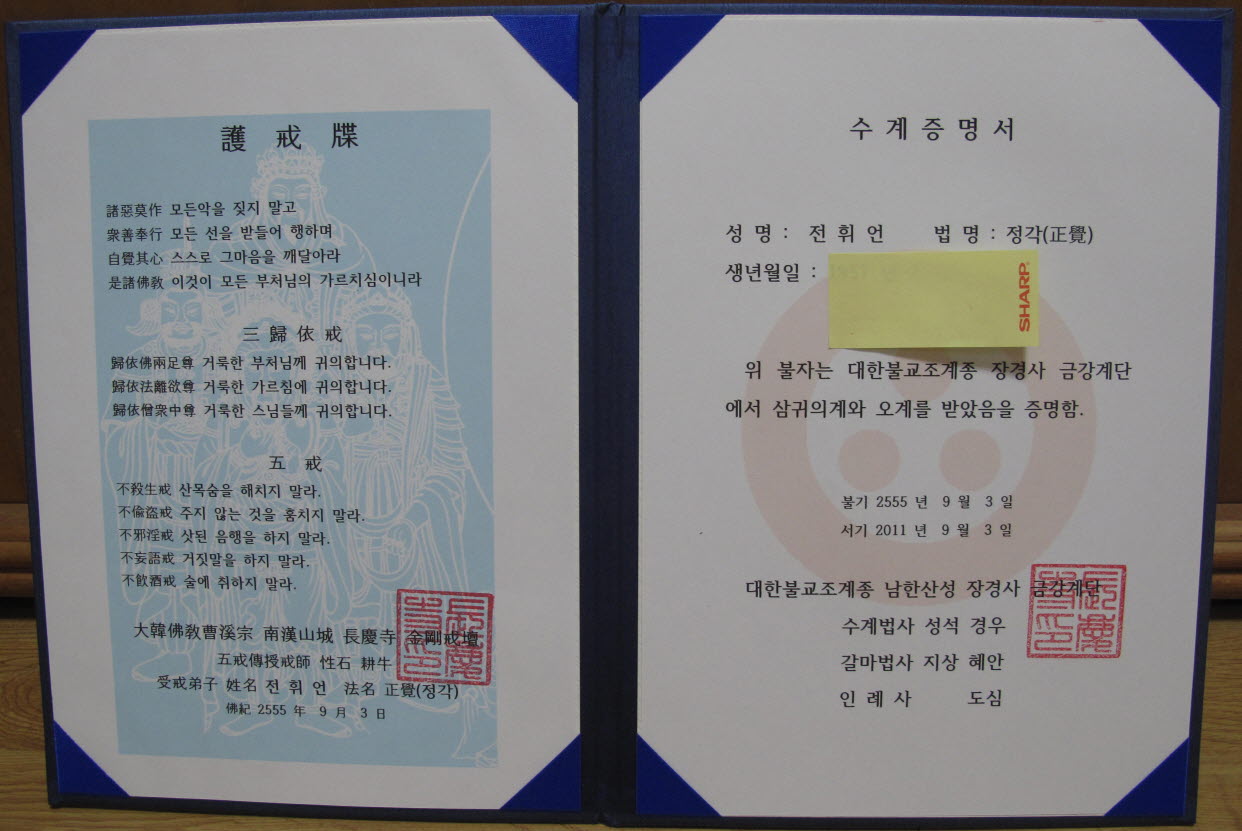 護戒牒
諸惡莫作 모든악을 짖지 말고
衆善奉行 모든 선을 받들어 행하며
自覺其心 스스로 그마음을 깨달아라
是諸佛敎 이것이 모든 부처님의 가르치심이니라
三歸依戒
歸依佛兩足尊 거룩한 부처님께 귀의합니다.
歸依法離欲尊 거룩한 가르침에 귀의합니다.
歸依僧衆中尊 거룩한 스님들께 귀의합니다.
五戒
不殺生戒 산목숨을 해치지 말라.
不偸盜戒 주지 않는 것을 훔치지 말라.
不邪淫戒 삿된 음행을 하지 말라.
不妄語戒 거짓말을 하지 말라.
不飮酒戒 술에 취하지 말라.
大韓佛敎曹溪宗 南漢山城 長慶寺 金剛戒壇
五戒傳授戒師 性石 耕牛
受戒弟子 姓名 전휘언 法名 正覺(정각)
佛紀 2555 年 9 月 3 日
수계증명서
성 명 : 전 휘 언 법 명 : 정각(正覺)
생년월일 :
SHARP
위 불자는 대한불교조계종 장경사 금강계단
에서 삼귀의계와 오계를 받았음을 증명함.
불기 2555 년 9 월 3 일
서기 2011 년 9 월 3 일
대한불교조계종 남한산성 장경사 금강계단
수계법사 성석 경우
갈마법사 지상 혜안
인 례 사 도심